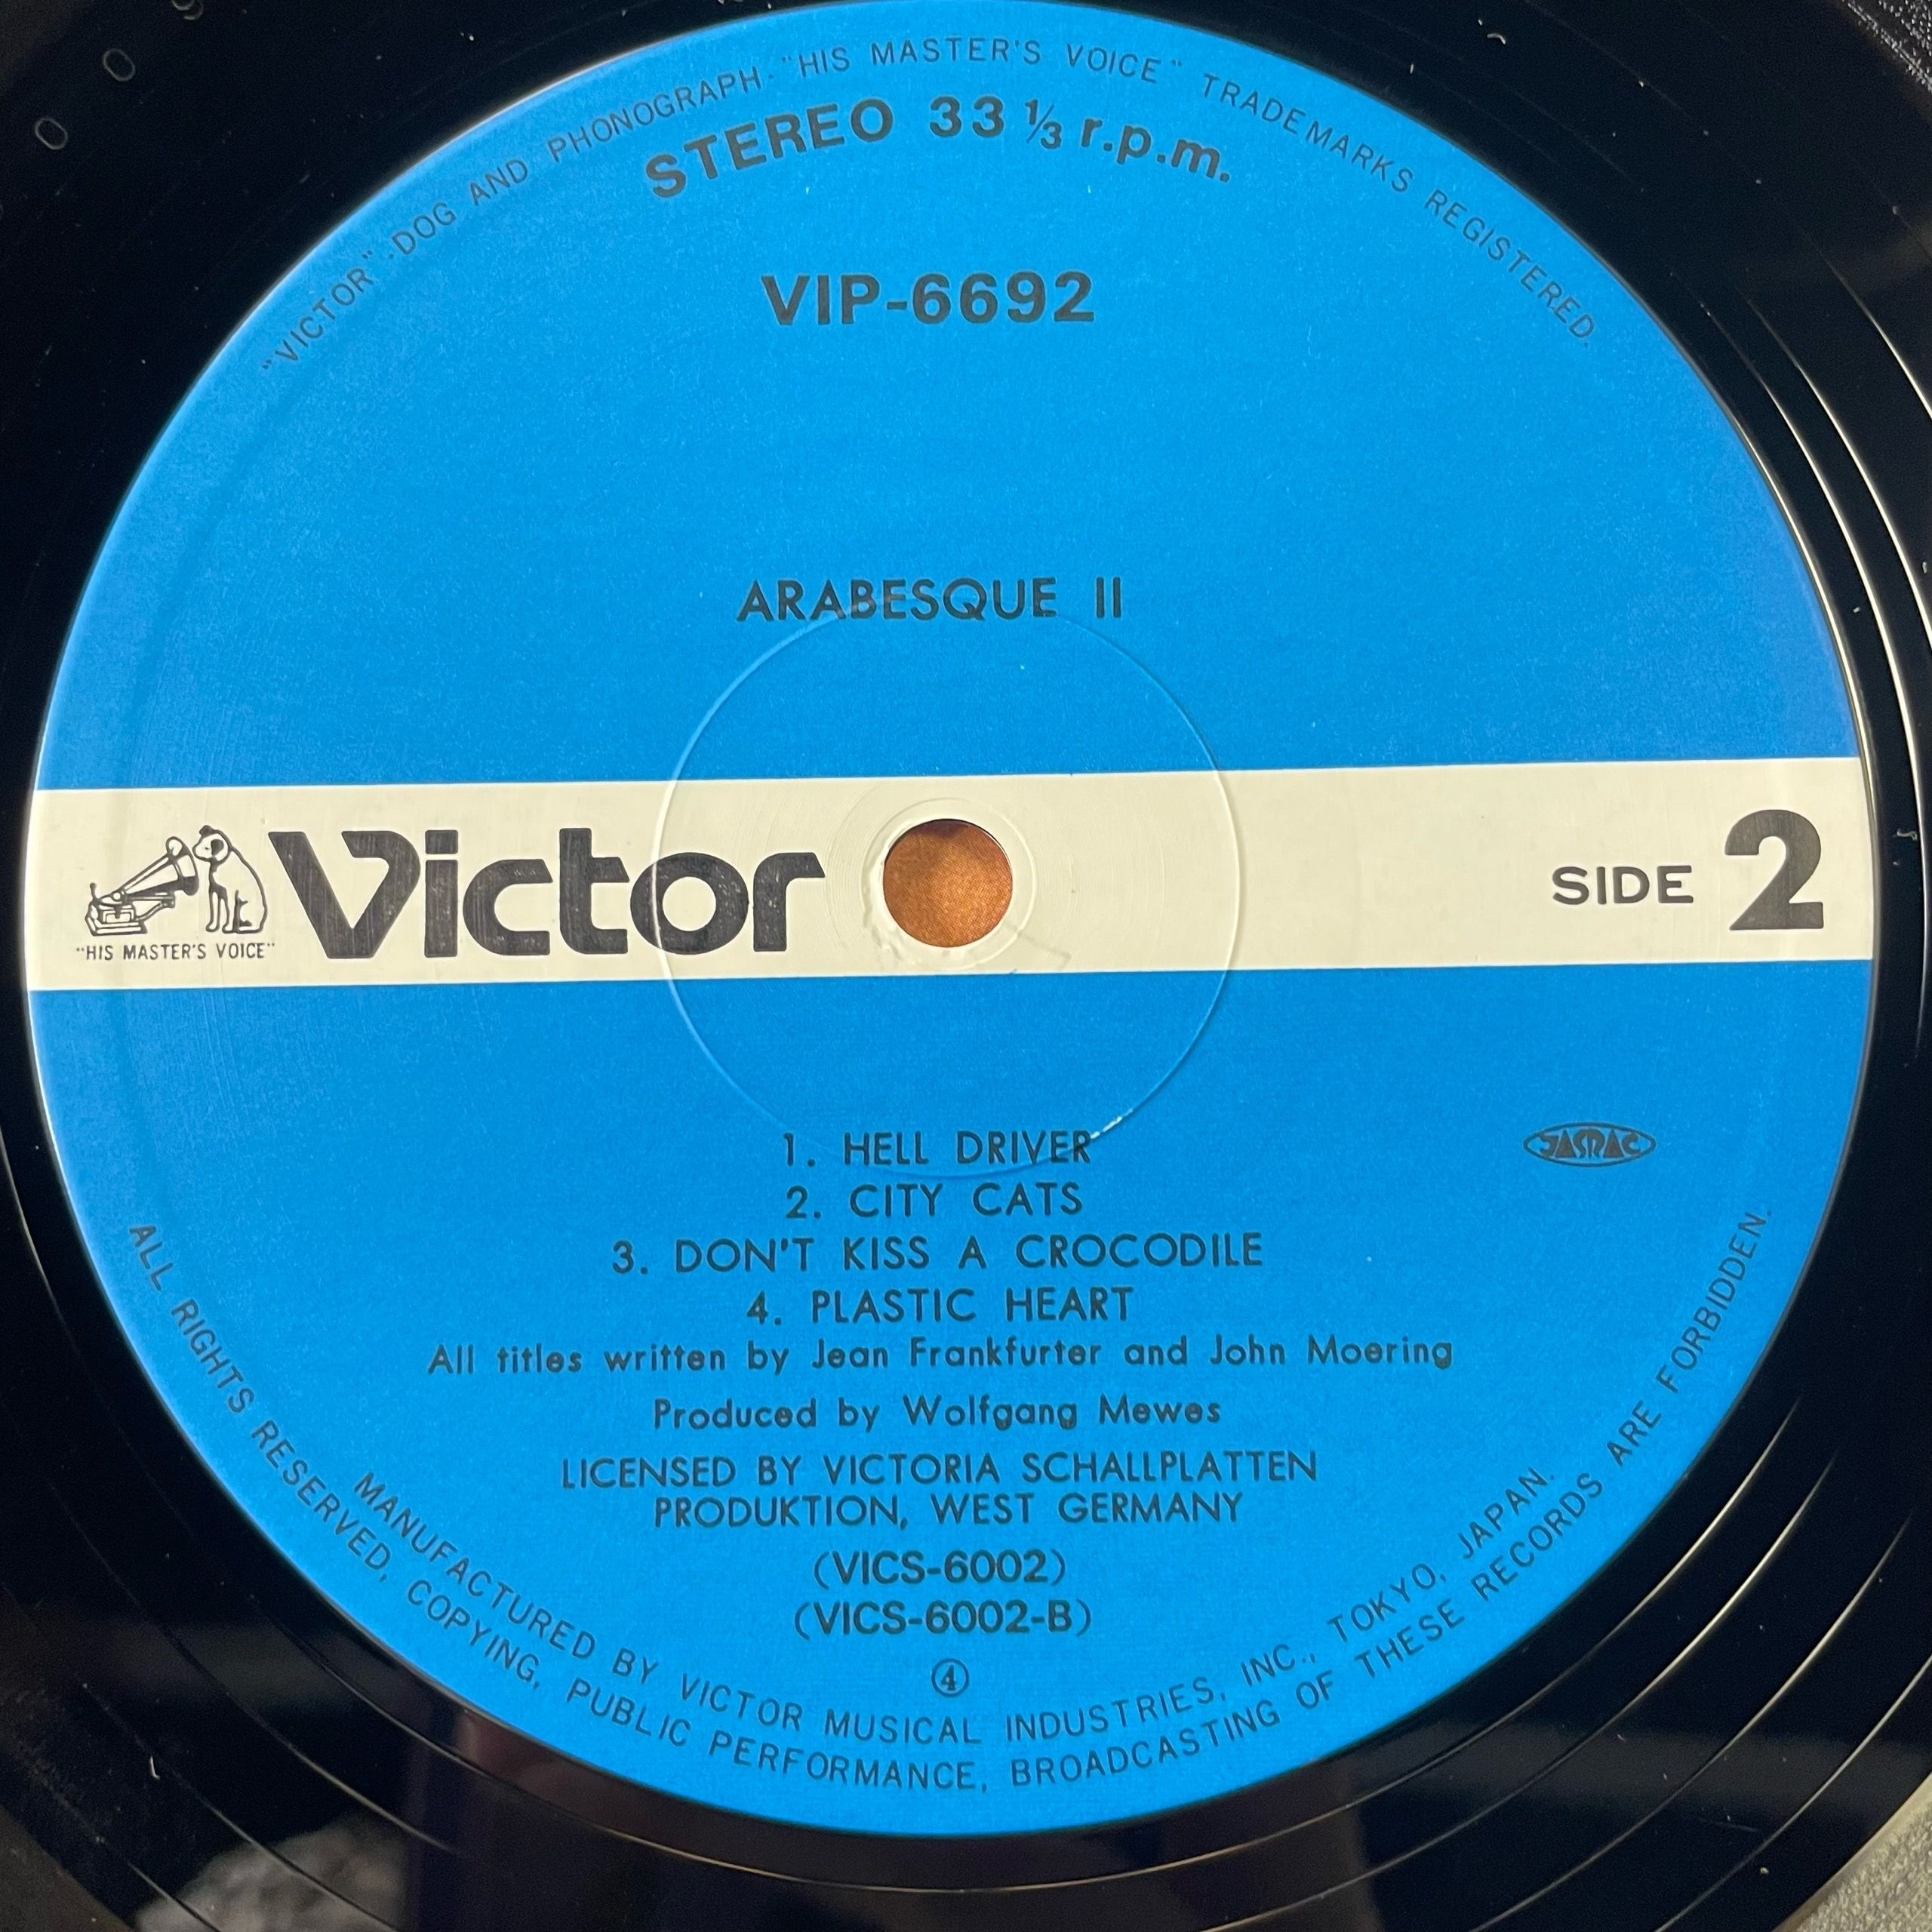 "VICTOR"·DOG AND PHONOGRAPH·"HIS MASTER'S VOICE" TRADEMARKS REGISTERED.
STEREO 33 ⅓ r.p.m.
VIP-6692
ARABESQUE II
Victor
"HIS MASTER'S VOICE"
SIDE 2
1. HELL DRIVER
JASRAC
2. CITY CATS
3. DON'T KISS A CROCODILE
4. PLASTIC HEART
All titles written by Jean Frankfurter and John Moering
Produced by Wolfgang Mewes
LICENSED BY VICTORIA SCHALLPLATTEN
PRODUKTION, WEST GERMANY
(VICS-6002)
(VICS-6002-B)
④
MANUFACTURED BY VICTOR MUSICAL INDUSTRIES, INC., TOKYO, JAPAN.
ALL RIGHTS RESERVED, COPYING, PUBLIC PERFORMANCE, BROADCASTING OF THESE RECORDS ARE FORBIDDEN.